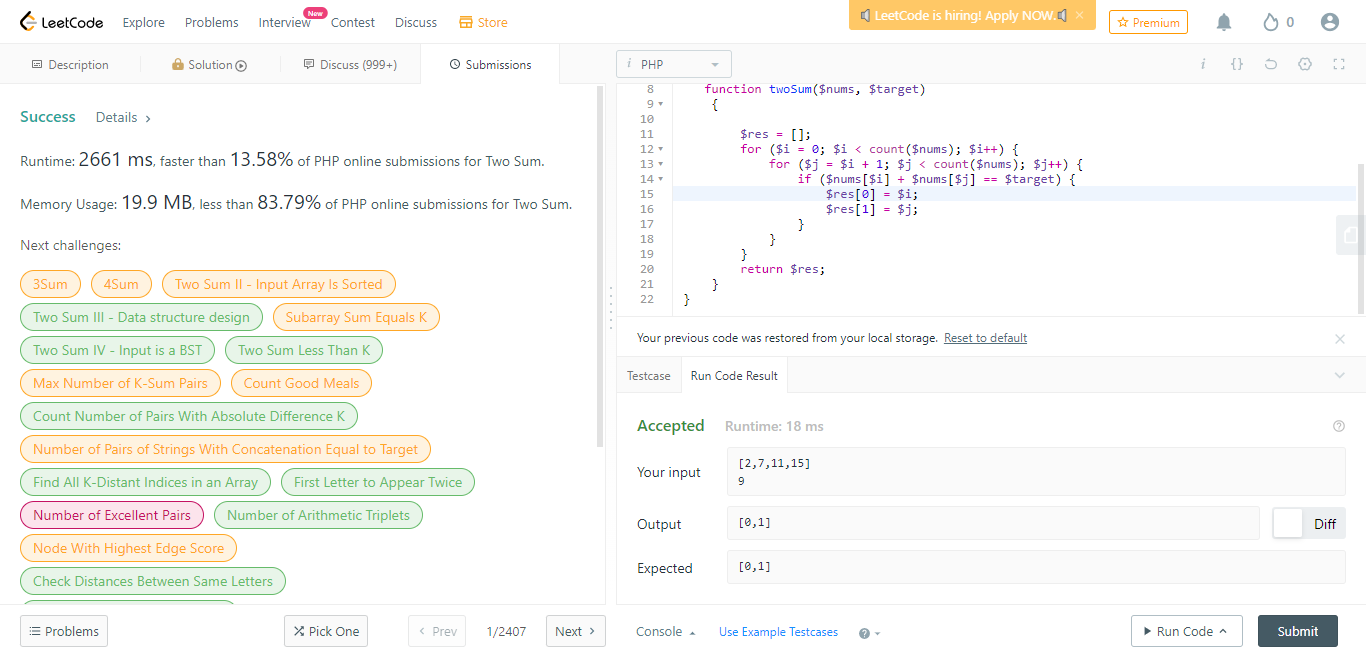 LeetCode Explore Problems Interview New Contest Discuss Store LeetCode is hiring! Apply NOW. × Premium 0
Description Solution Discuss (999+) Submissions
i PHP i {}
Success Details >
Runtime: 2661 ms, faster than 13.58% of PHP online submissions for Two Sum.
Memory Usage: 19.9 MB, less than 83.79% of PHP online submissions for Two Sum.
Next challenges:
3Sum 4Sum Two Sum II - Input Array Is Sorted
Two Sum III - Data structure design Subarray Sum Equals K
Two Sum IV - Input is a BST Two Sum Less Than K
Max Number of K-Sum Pairs Count Good Meals
Count Number of Pairs With Absolute Difference K
Number of Pairs of Strings With Concatenation Equal to Target
Find All K-Distant Indices in an Array First Letter to Appear Twice
Number of Excellent Pairs Number of Arithmetic Triplets
Node With Highest Edge Score
Check Distances Between Same Letters
8 function twoSum($nums, $target)
9 {
10
11 $res = [];
12 for ($i = 0; $i < count($nums); $i++) {
13 for ($j = $i + 1; $j < count($nums); $j++) {
14 if ($nums[$i] + $nums[$j] == $target) {
15 $res[0] = $i;
16 $res[1] = $j;
17 }
18 }
19 }
20 return $res;
21 }
22 }
Your previous code was restored from your local storage. Reset to default
Testcase Run Code Result
Accepted Runtime: 18 ms
Your input [2,7,11,15]
9
Output [0,1] Diff
Expected [0,1]
Problems Pick One < Prev 1/2407 Next > Console Use Example Testcases ? Run Code Submit